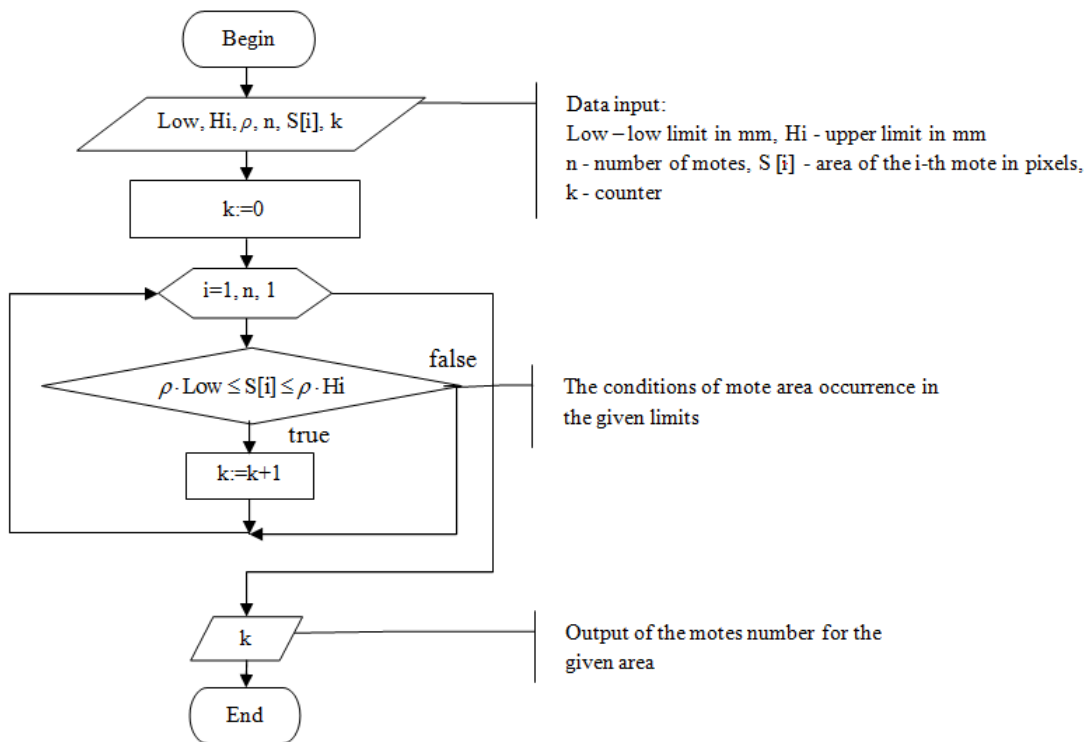 Begin
Low, Hi, ρ, n, S[i], k
Data input:
Low – low limit in mm, Hi - upper limit in mm
n - number of motes, S [i] - area of the i-th mote in pixels,
k - counter
k:=0
i=1, n, 1
false
ρ · Low ≤ S[i] ≤ ρ · Hi
The conditions of mote area occurrence in
the given limits
true
k:=k+1
k
Output of the motes number for the
given area
End